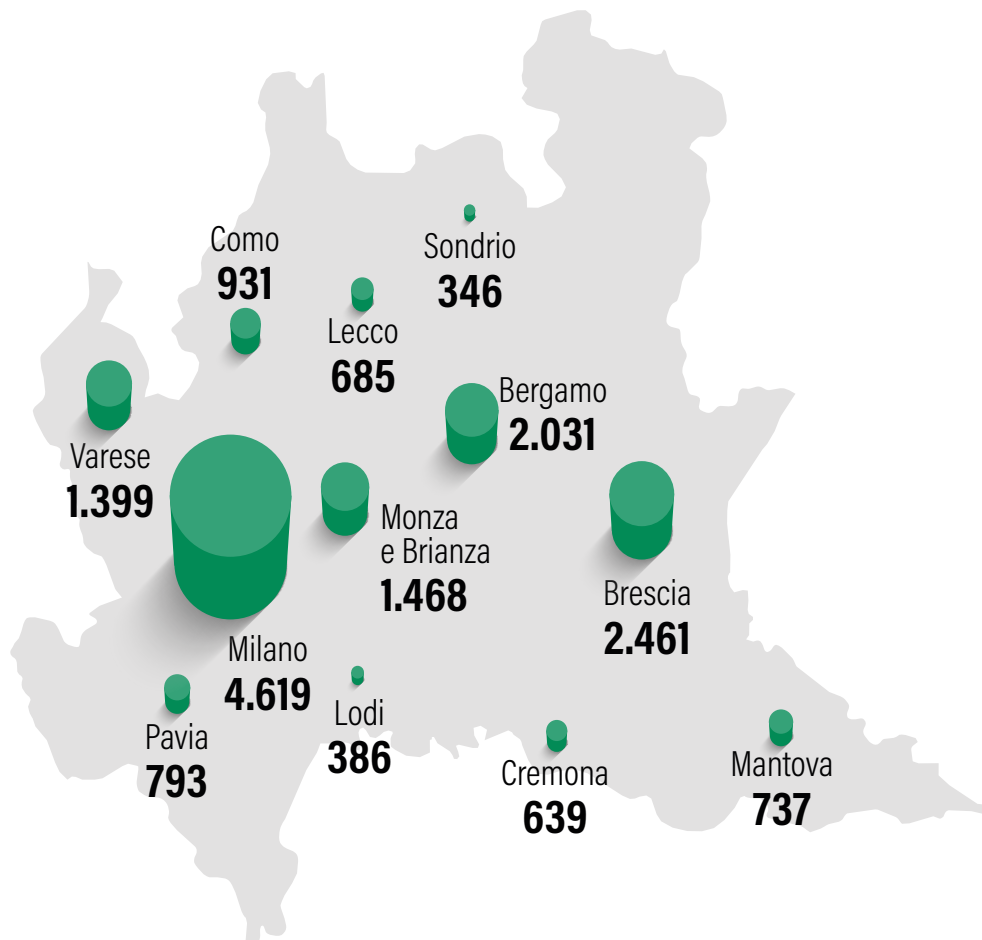 Como
931
Sondrio
346
Lecco
685
Bergamo
2.031
Varese
1.399
Monza
e Brianza
1.468
Brescia
2.461
Milano
4.619
Lodi
386
Pavia
793
Cremona
639
Mantova
737